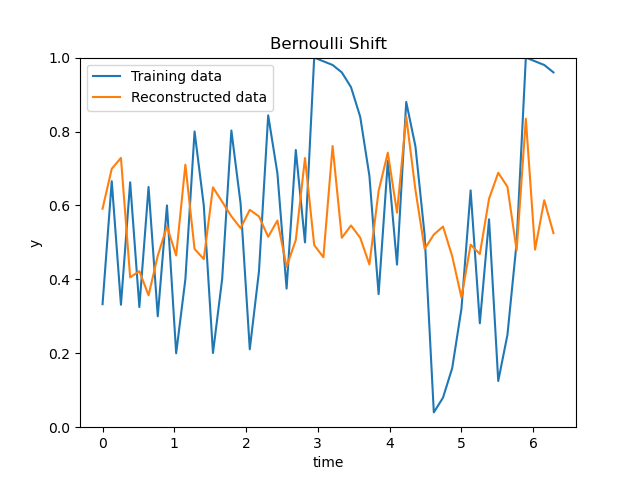 Bernoulli Shift
Training data
Reconstructed data
1.0
0.8
0.6
0.4
0.2
0.0
y
0 1 2 3 4 5 6
time